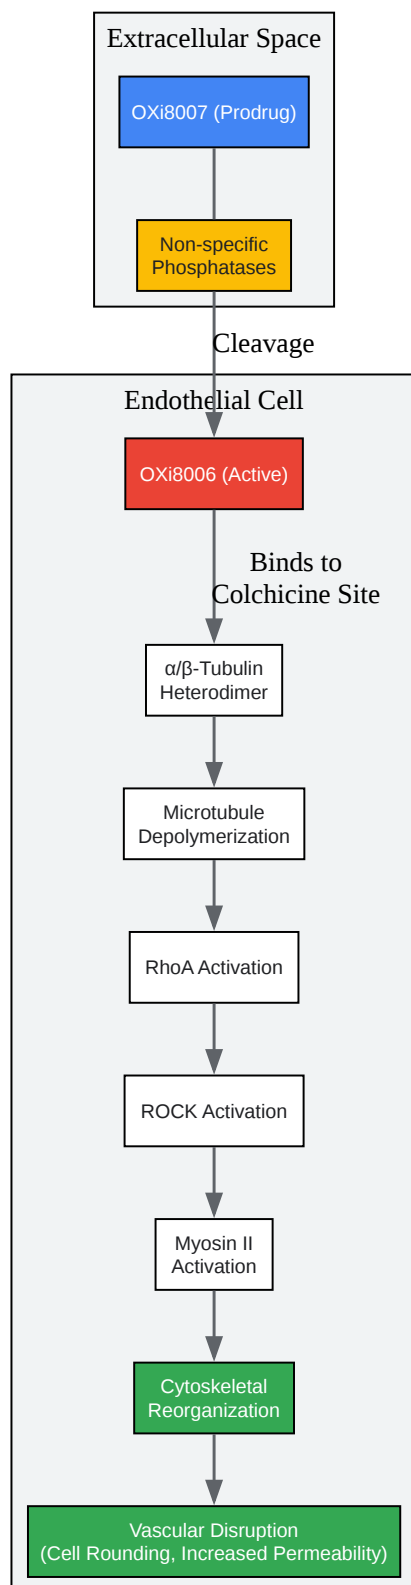 Extracellular Space
OXi8007 (Prodrug)
Non-specific
Phosphatases
Cleavage
Endothelial Cell
OXi8006 (Active)
Binds to
Colchicine Site
α/β-Tubulin
Heterodimer
Microtubule
Depolymerization
RhoA Activation
ROCK Activation
Myosin II
Activation
Cytoskeletal
Reorganization
Vascular Disruption
(Cell Rounding, Increased Permeability)